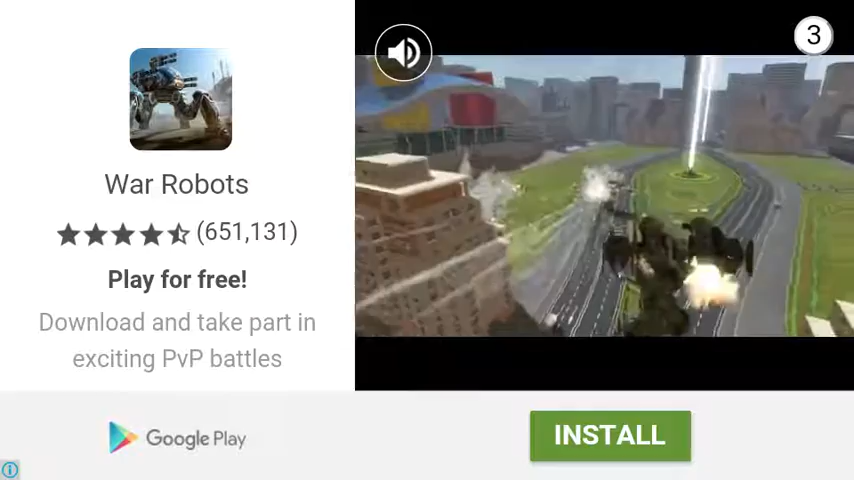 War Robots
(651,131)
Play for free!
Download and take part in
exciting PvP battles
Google Play
INSTALL
3